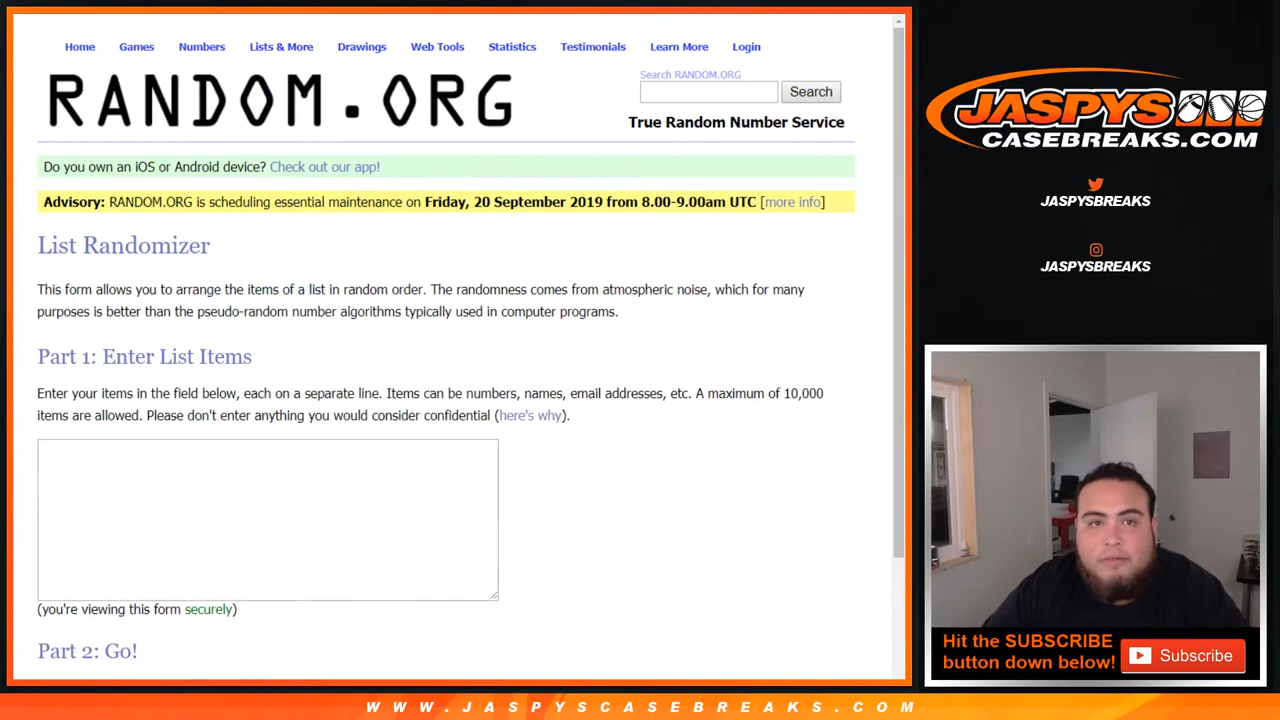 Home Games Numbers Lists & More Drawings Web Tools Statistics Testimonials Learn More Login
RANDOM.ORG
Search RANDOM.ORG
Search
True Random Number Service
Do you own an iOS or Android device? Check out our app!
Advisory: RANDOM.ORG is scheduling essential maintenance on Friday, 20 September 2019 from 8.00-9.00am UTC [more info]
List Randomizer
This form allows you to arrange the items of a list in random order. The randomness comes from atmospheric noise, which for many
purposes is better than the pseudo-random number algorithms typically used in computer programs.
Part 1: Enter List Items
Enter your items in the field below, each on a separate line. Items can be numbers, names, email addresses, etc. A maximum of 10,000
items are allowed. Please don't enter anything you would consider confidential (here's why).
(you're viewing this form securely)
Part 2: Go!
JASPYS
CASEBREAKS.COM
JASPYSBREAKS
JASPYSBREAKS
Hit the SUBSCRIBE
button down below!
Subscribe
WWW.JASPYSCASEBREAKS.COM